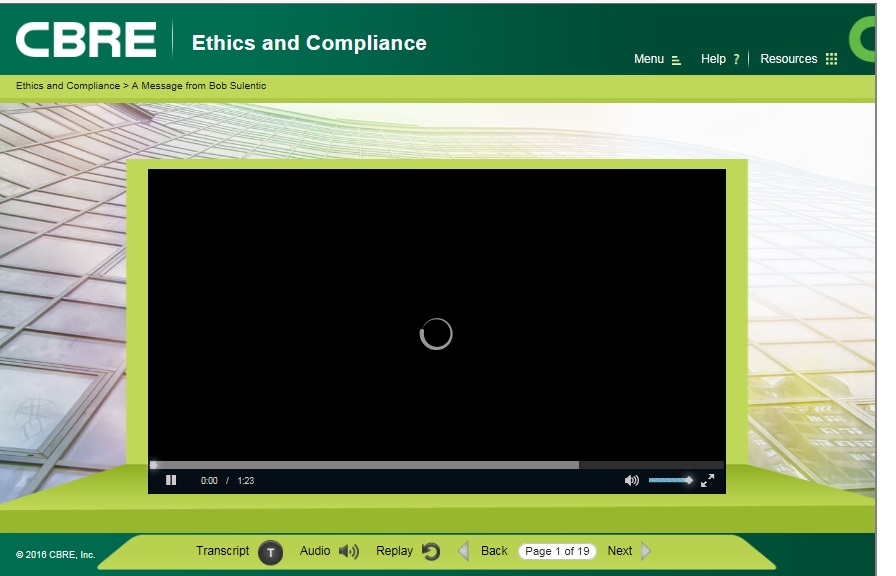 CBRE
Ethics and Compliance
Menu Help ? Resources
Ethics and Compliance > A Message from Bob Sulentic
0:00 / 1:23
© 2016 CBRE, Inc. Transcript T Audio Replay Back Page 1 of 19 Next